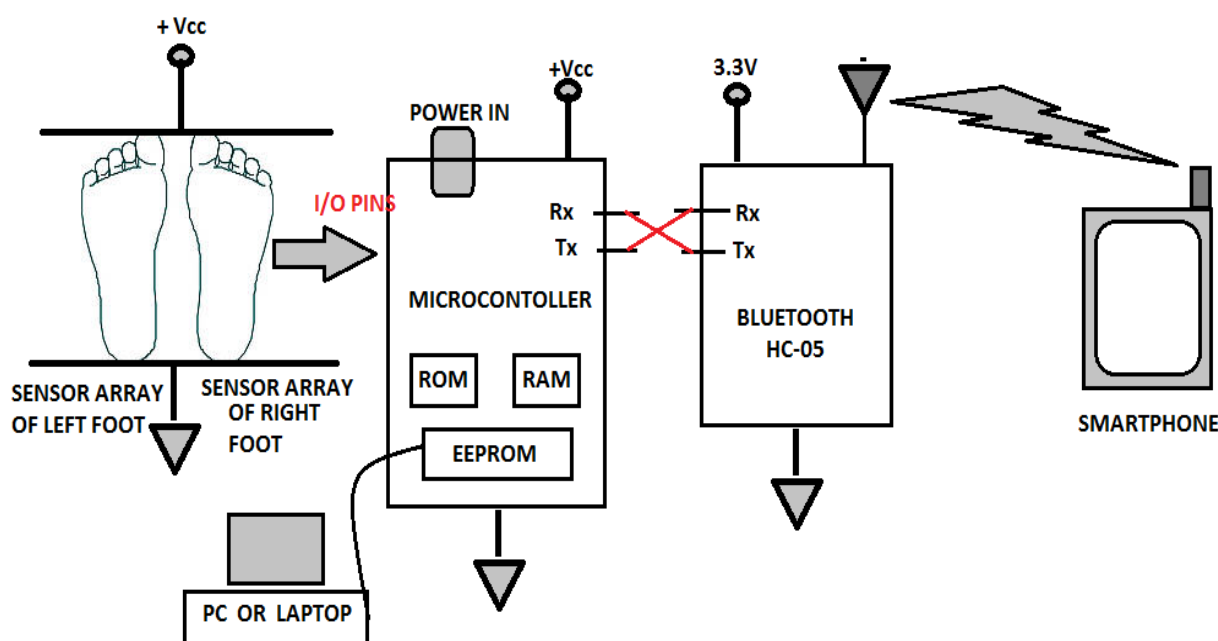 + Vcc
SENSOR ARRAY
OF LEFT FOOT
SENSOR ARRAY
OF RIGHT
FOOT
I/O PINS
POWER IN
+Vcc
Rx
Tx
MICROCONTOLLER
ROM
RAM
EEPROM
PC OR LAPTOP
3.3V
Rx
Tx
BLUETOOTH
HC-05
SMARTPHONE